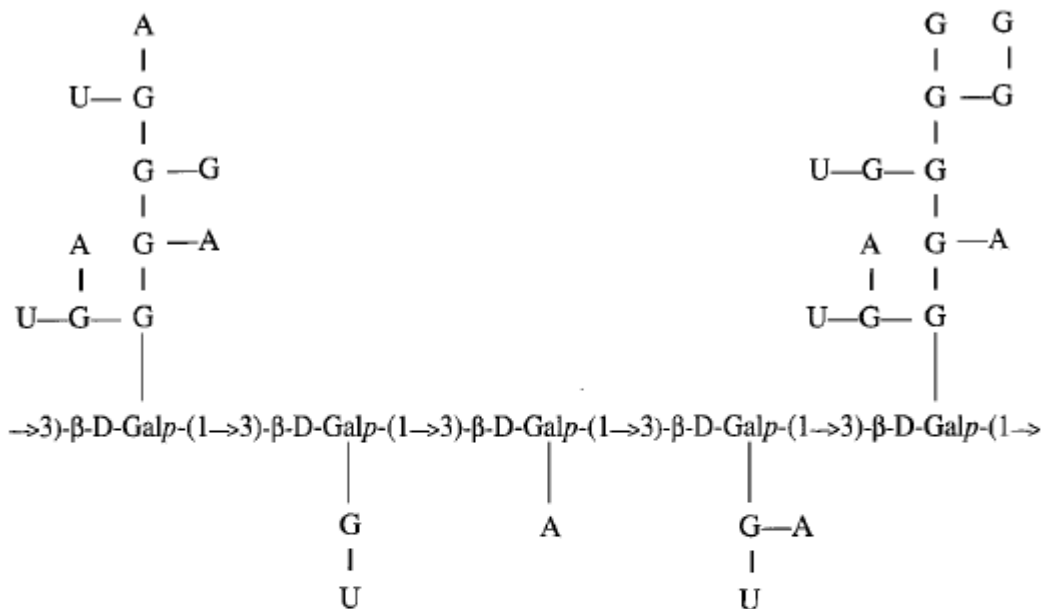 A G G
U—G G—G
G—G U—G—G
A G—A A G—A
U—G—G U—G—G
→3)-β-D-Galp-(1→3)-β-D-Galp-(1→3)-β-D-Galp-(1→3)-β-D-Galp-(1→3)-β-D-Galp-(1→
G A G—A
U U